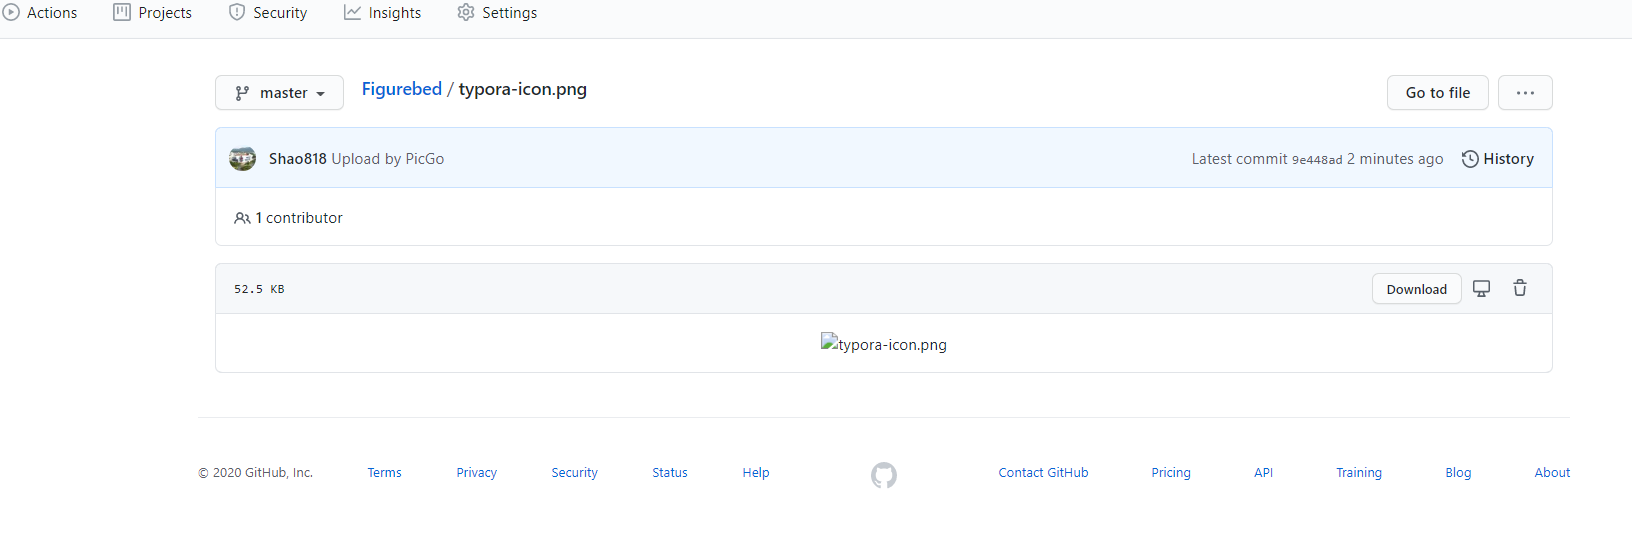 Actions Projects Security Insights Settings
master Figurebed / typora-icon.png Go to file ...
Shao818 Upload by PicGo Latest commit 9e448ad 2 minutes ago History
1 contributor
52.5 KB Download
typora-icon.png
© 2020 GitHub, Inc. Terms Privacy Security Status Help Contact GitHub Pricing API Training Blog About